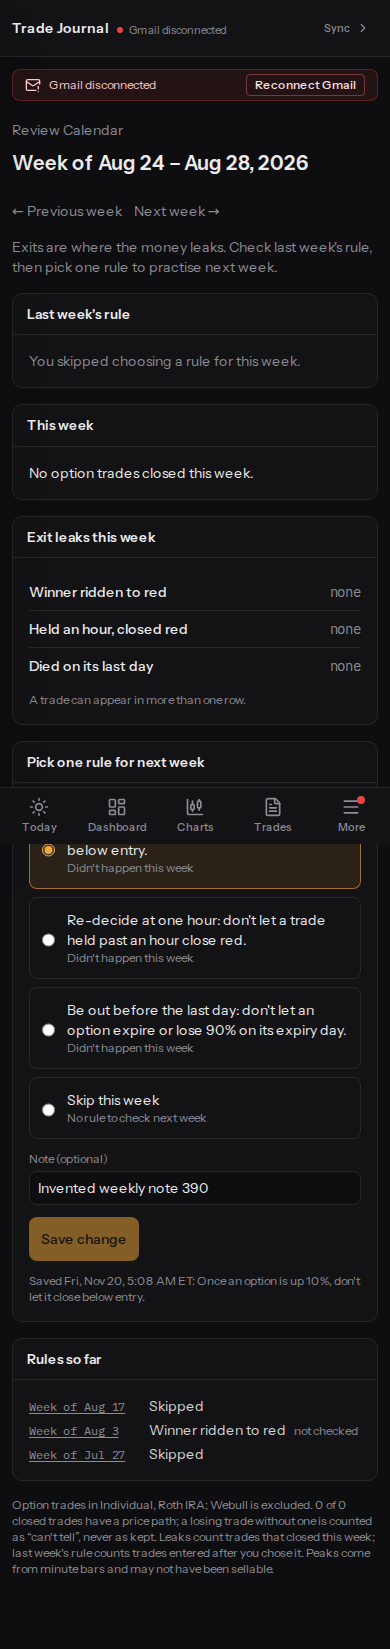 Trade Journal
Gmail disconnected
Sync
Gmail disconnected
Reconnect Gmail
Review Calendar
Week of Aug 24 – Aug 28, 2026
← Previous week
Next week →
Exits are where the money leaks. Check last week's rule,
then pick one rule to practise next week.
Last week's rule
You skipped choosing a rule for this week.
This week
No option trades closed this week.
Exit leaks this week
Winner ridden to red none
Held an hour, closed red none
Died on its last day none
A trade can appear in more than one row.
Pick one rule for next week
Today
Dashboard
Charts
Trades
More
below entry.
Didn't happen this week
Re-decide at one hour: don't let a trade
held past an hour close red.
Didn't happen this week
Be out before the last day: don't let an
option expire or lose 90% on its expiry day.
Didn't happen this week
Skip this week
No rule to check next week
Note (optional)
Invented weekly note 390
Save change
Saved Fri, Nov 20, 5:08 AM ET: Once an option is up 10%, don't
let it close below entry.
Rules so far
Week of Aug 17 Skipped
Week of Aug 3 Winner ridden to red not checked
Week of Jul 27 Skipped
Option trades in Individual, Roth IRA; Webull is excluded. 0 of 0
closed trades have a price path; a losing trade without one is counted
as “can't tell”, never as kept. Leaks count trades that closed this week;
last week's rule counts trades entered after you chose it. Peaks come
from minute bars and may not have been sellable.